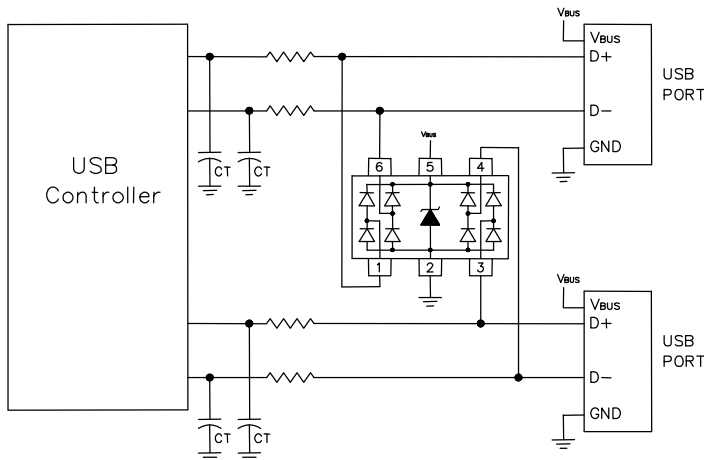 VBUS
VBUS
D+
USB
PORT
D−
GND
USB
Controller
CT
CT
VBUS
6
5
4
1
2
3
VBUS
VBUS
D+
USB
PORT
D−
GND
CT
CT